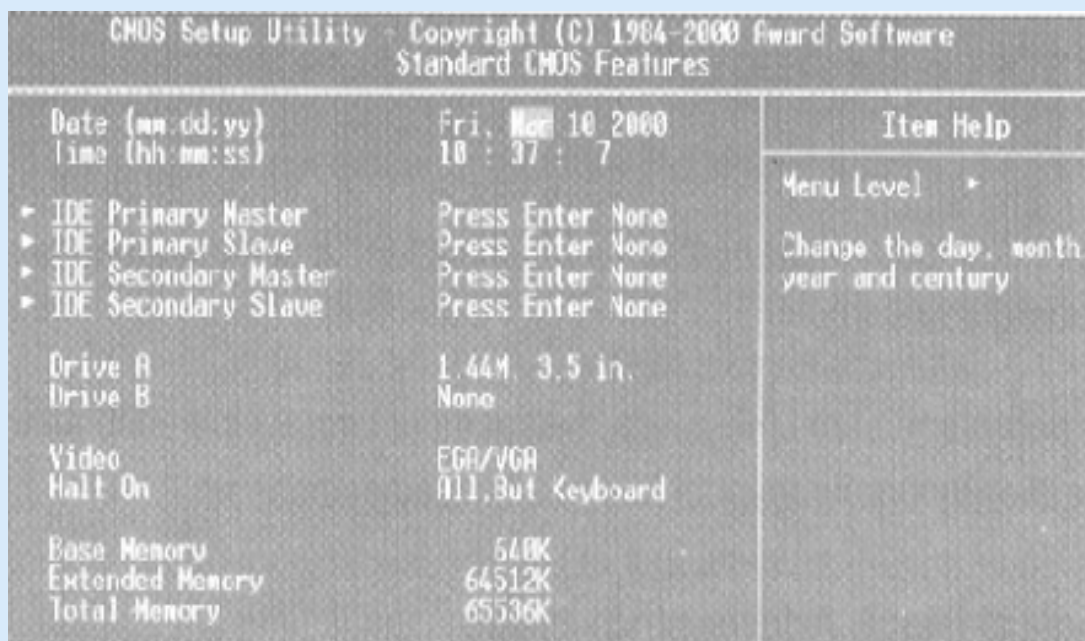 CMOS Setup Utility - Copyright (C) 1984-2000 Award Software
Standard CMOS Features
Date (mm:dd:yy) Fri, Mar 10 2000
Time (hh:mm:ss) 10 : 37 : 7
► IDE Primary Master Press Enter None
► IDE Primary Slave Press Enter None
► IDE Secondary Master Press Enter None
► IDE Secondary Slave Press Enter None
Drive A 1.44M, 3.5 in.
Drive B None
Video EGA/VGA
Halt On All,But Keyboard
Base Memory 640K
Extended Memory 64512K
Total Memory 65536K
Item Help
Menu Level ►
Change the day, month,
year and century